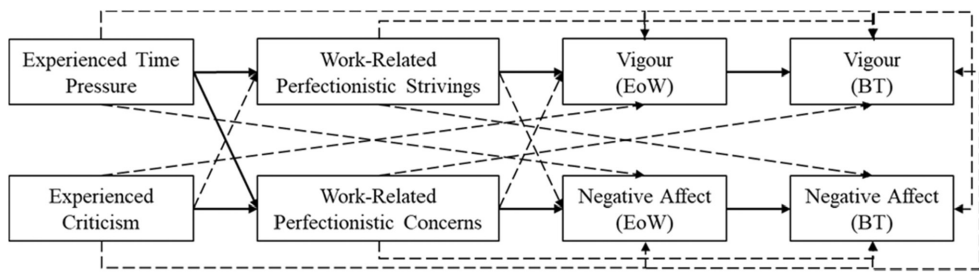 Experienced Time
Pressure
Work-Related
Perfectionistic Strivings
Vigour
(EoW)
Vigour
(BT)
Experienced
Criticism
Work-Related
Perfectionistic Concerns
Negative Affect
(EoW)
Negative Affect
(BT)